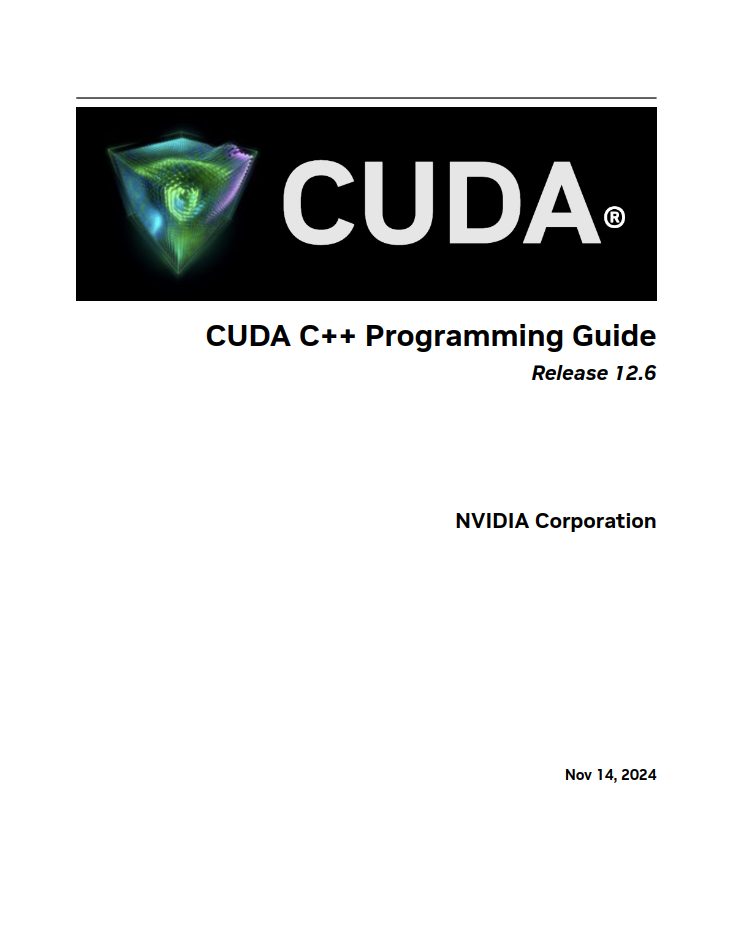 CUDA®
CUDA C++ Programming Guide
Release 12.6
NVIDIA Corporation
Nov 14, 2024